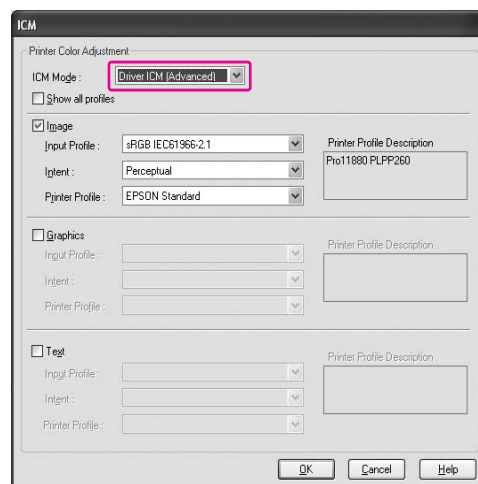 ICM
Printer Color Adjustment
ICM Mode : Driver ICM (Advanced)
Show all profiles
Image
Input Profile : sRGB IEC61966-2.1 Printer Profile Description
Intent : Perceptual Pro11880 PLPP260
Printer Profile : EPSON Standard
Graphics
Input Profile : Printer Profile Description
Intent :
Printer Profile :
Text
Input Profile : Printer Profile Description
Intent :
Printer Profile :
OK Cancel Help